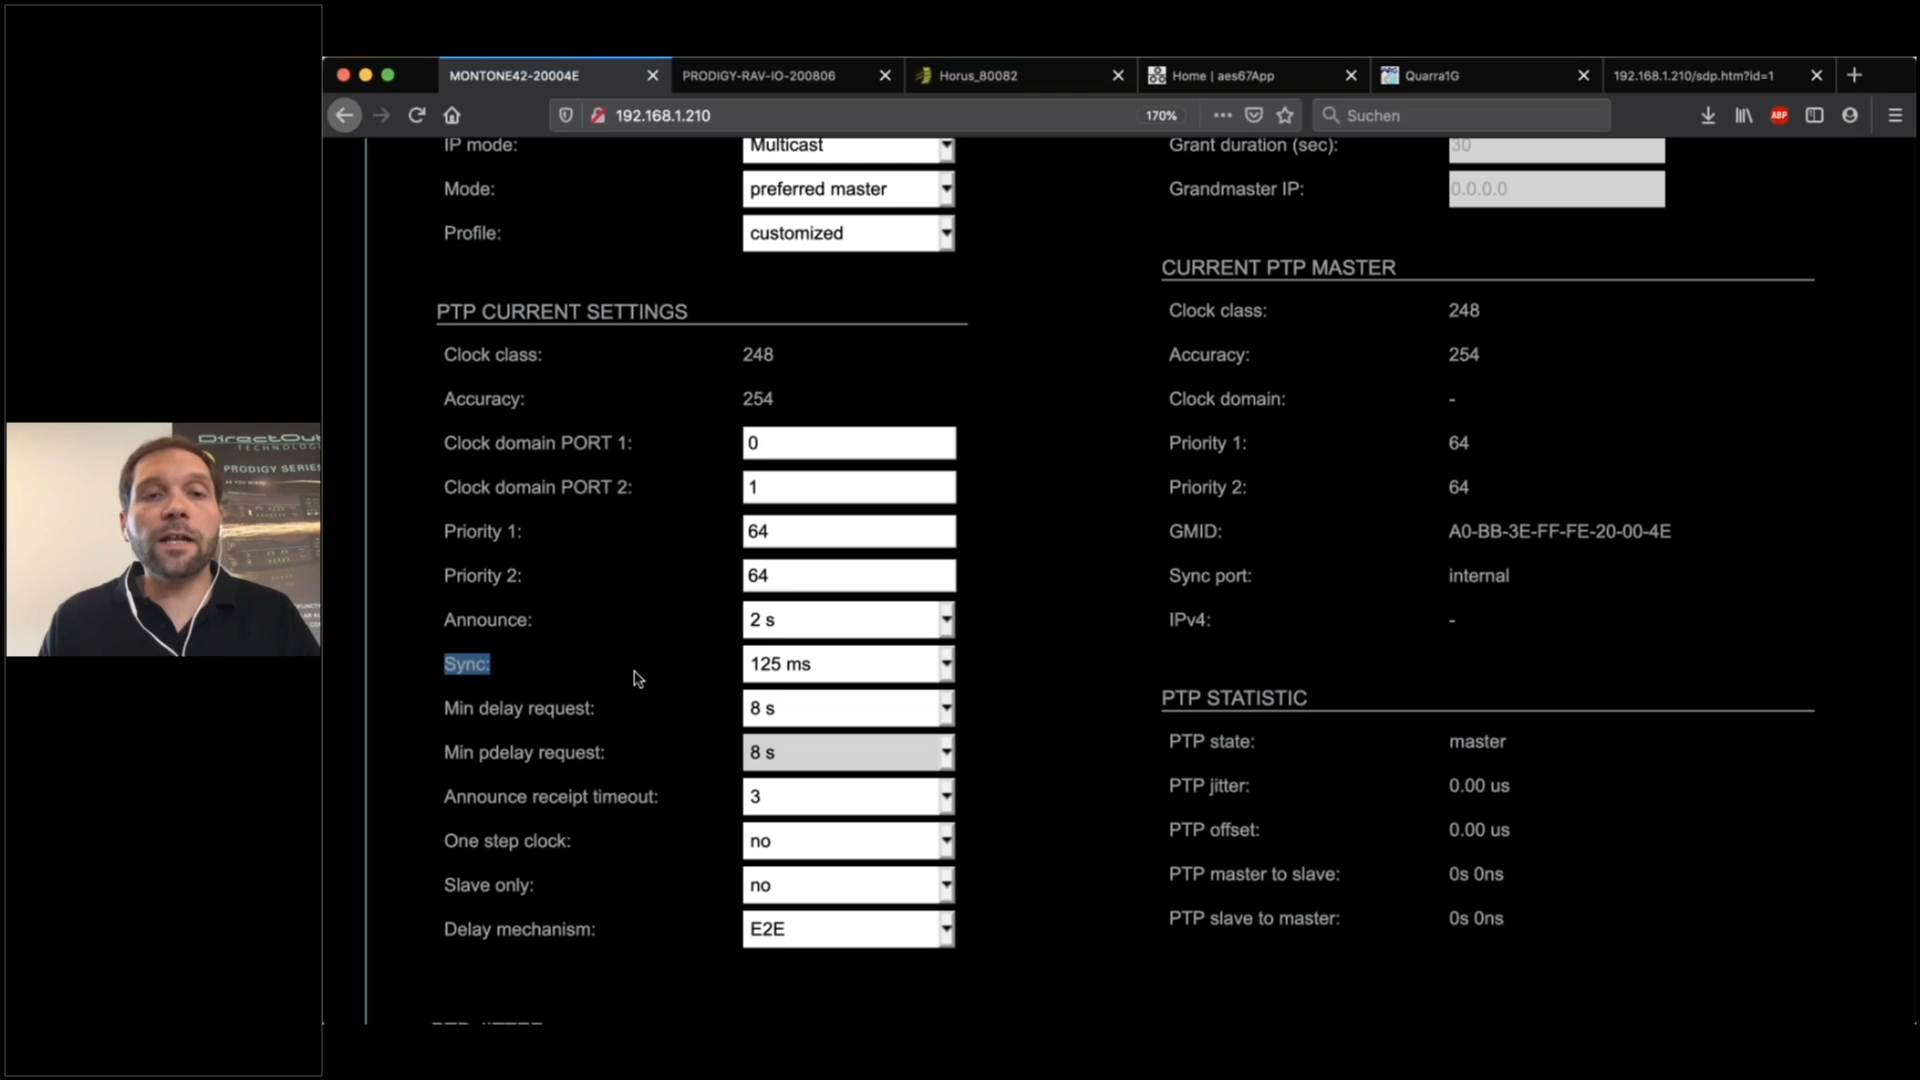 MONTONE42-20004E
PRODIGY-RAV-IO-200806
Horus_80082
Home | aes67App
Quarra1G
192.168.1.210/sdp.htm?id=1
192.168.1.210
170%
Suchen
ABP
IP mode:
Multicast
Mode:
preferred master
Profile:
customized
PTP CURRENT SETTINGS
Clock class:
248
Accuracy:
254
Clock domain PORT 1:
0
Clock domain PORT 2:
1
Priority 1:
64
Priority 2:
64
Announce:
2 s
Sync:
125 ms
Min delay request:
8 s
Min pdelay request:
8 s
Announce receipt timeout:
3
One step clock:
no
Slave only:
no
Delay mechanism:
E2E
Grant duration (sec):
30
Grandmaster IP:
0.0.0.0
CURRENT PTP MASTER
Clock class:
248
Accuracy:
254
Clock domain:
-
Priority 1:
64
Priority 2:
64
GMID:
A0-BB-3E-FF-FE-20-00-4E
Sync port:
internal
IPv4:
-
PTP STATISTIC
PTP state:
master
PTP jitter:
0.00 us
PTP offset:
0.00 us
PTP master to slave:
0s 0ns
PTP slave to master:
0s 0ns
DirectOu
TECHNOLOG
PRODIGY SERIES